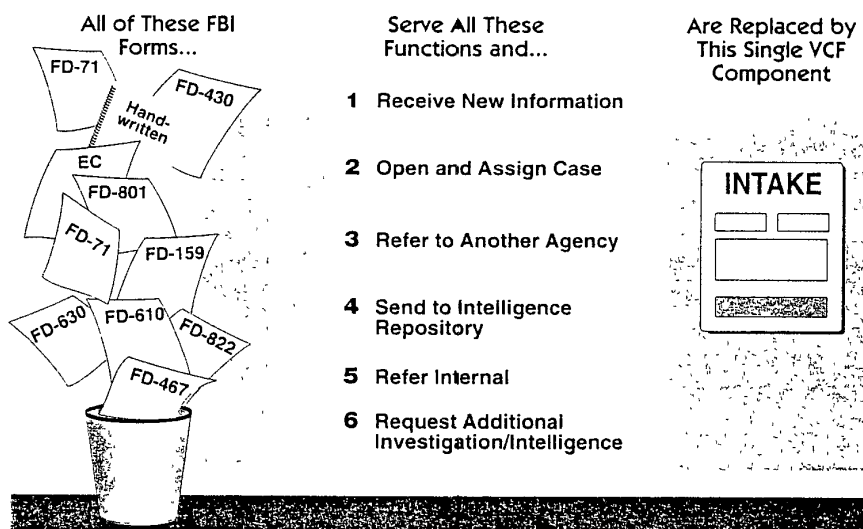 All of These FBI
Forms...
FD-71
FD-430
Hand-
written
EC
FD-801
FD-71
FD-159
FD-630
FD-610
FD-822
FD-467
Serve All These
Functions and...
1 Receive New Information
2 Open and Assign Case
3 Refer to Another Agency
4 Send to Intelligence
Repository
5 Refer Internal
6 Request Additional
Investigation/Intelligence
Are Replaced by
This Single VCF
Component
INTAKE